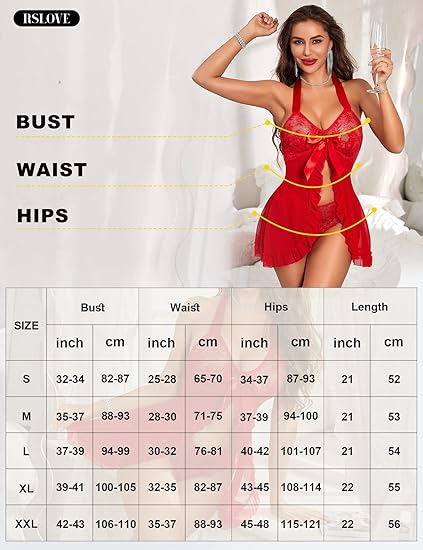 RSLOVE
BUST
WAIST
HIPS
SIZE Bust Waist Hips Length
inch cm inch cm inch cm inch cm
S 32-34 82-87 25-28 65-70 34-37 87-93 21 52
M 35-37 88-93 28-30 71-75 37-39 94-100 21 53
L 37-39 94-99 30-32 76-81 40-42 101-107 21 54
XL 39-41 100-105 32-35 82-87 43-45 108-114 22 55
XXL 42-43 106-110 35-37 88-93 45-48 115-121 22 56